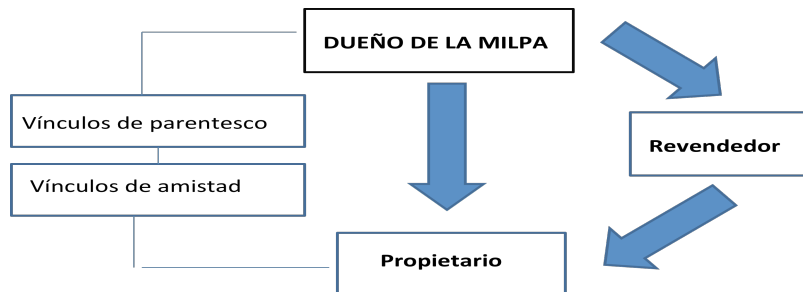 DUEÑO DE LA MILPA
Vínculos de parentesco
Revendedor
Vínculos de amistad
Propietario